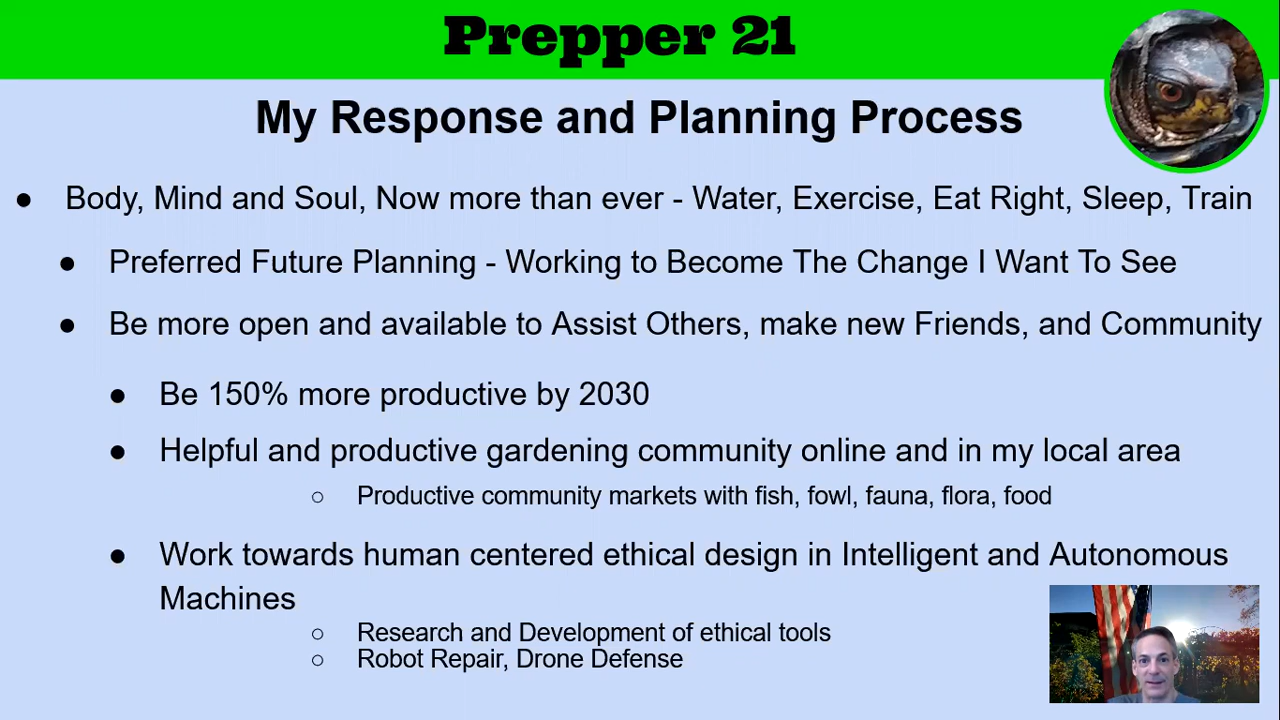 Prepper 21
My Response and Planning Process
● Body, Mind and Soul, Now more than ever - Water, Exercise, Eat Right, Sleep, Train
● Preferred Future Planning - Working to Become The Change I Want To See
● Be more open and available to Assist Others, make new Friends, and Community
● Be 150% more productive by 2030
● Helpful and productive gardening community online and in my local area
○ Productive community markets with fish, fowl, fauna, flora, food
● Work towards human centered ethical design in Intelligent and Autonomous
Machines
○ Research and Development of ethical tools
○ Robot Repair, Drone Defense